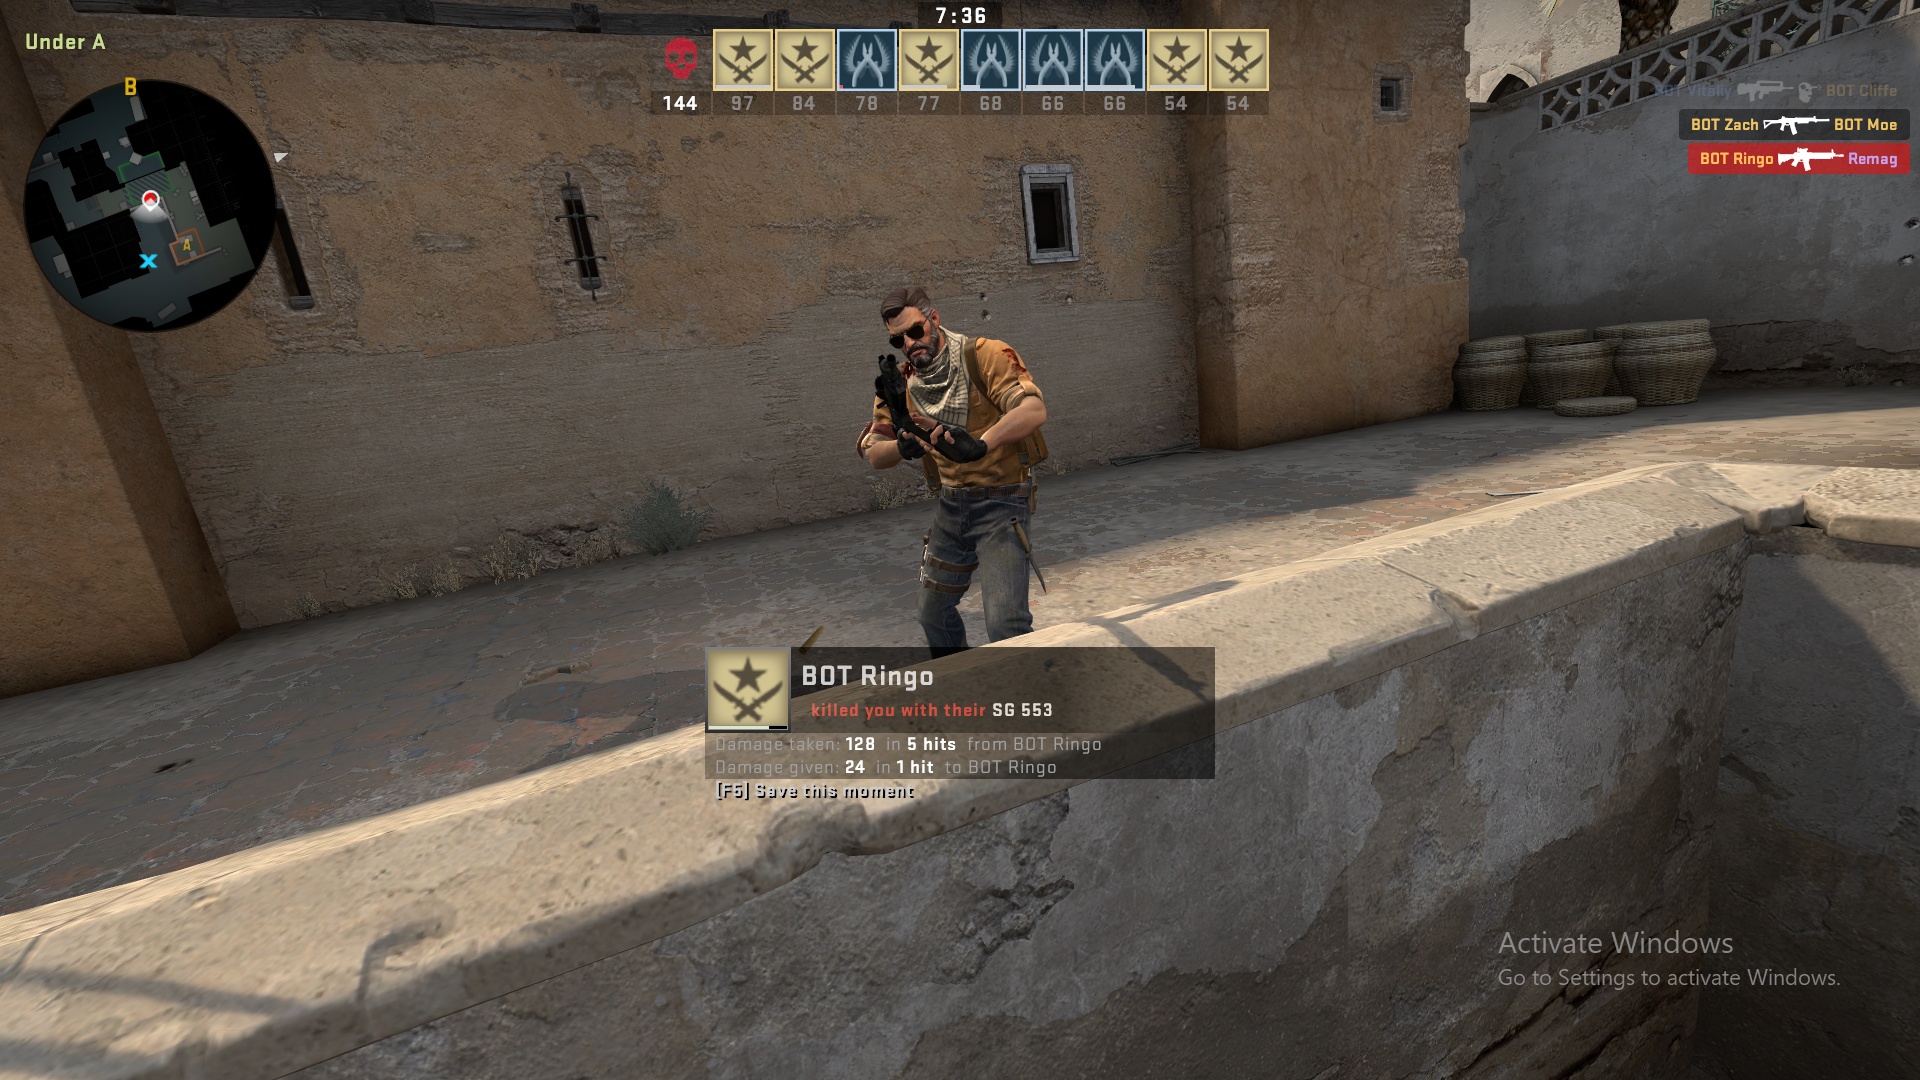 7:36
Under A
B
144 97 84 78 77 68 66 66 54 54
BOT Vitaliy BOT Cliffe
BOT Zach BOT Moe
BOT Ringo Remag
A
BOT Ringo
killed you with their SG 553
Damage taken: 128 in 5 hits from BOT Ringo
Damage given: 24 in 1 hit to BOT Ringo
[F5] Save this moment
Activate Windows
Go to Settings to activate Windows.